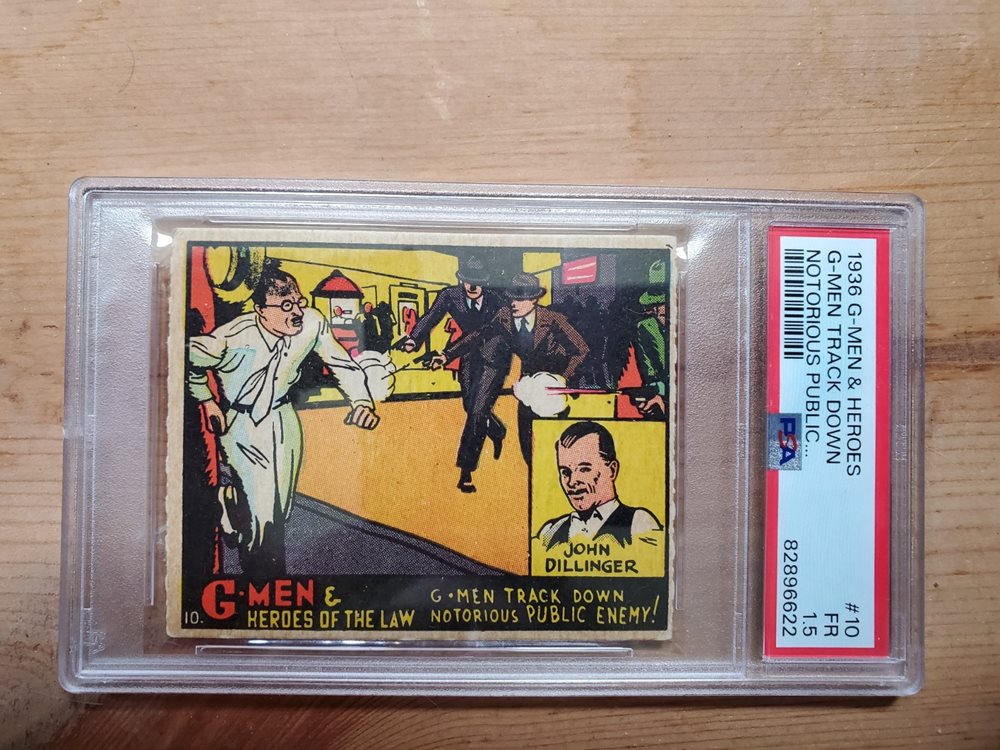 1936 G-MEN & HEROES
#10
G-MEN TRACK DOWN
FR
NOTORIOUS PUBLIC...
1.5
PSA
82896622
JOHN
DILLINGER
10.
G·MEN &
HEROES OF THE LAW
G·MEN TRACK DOWN
NOTORIOUS PUBLIC ENEMY!